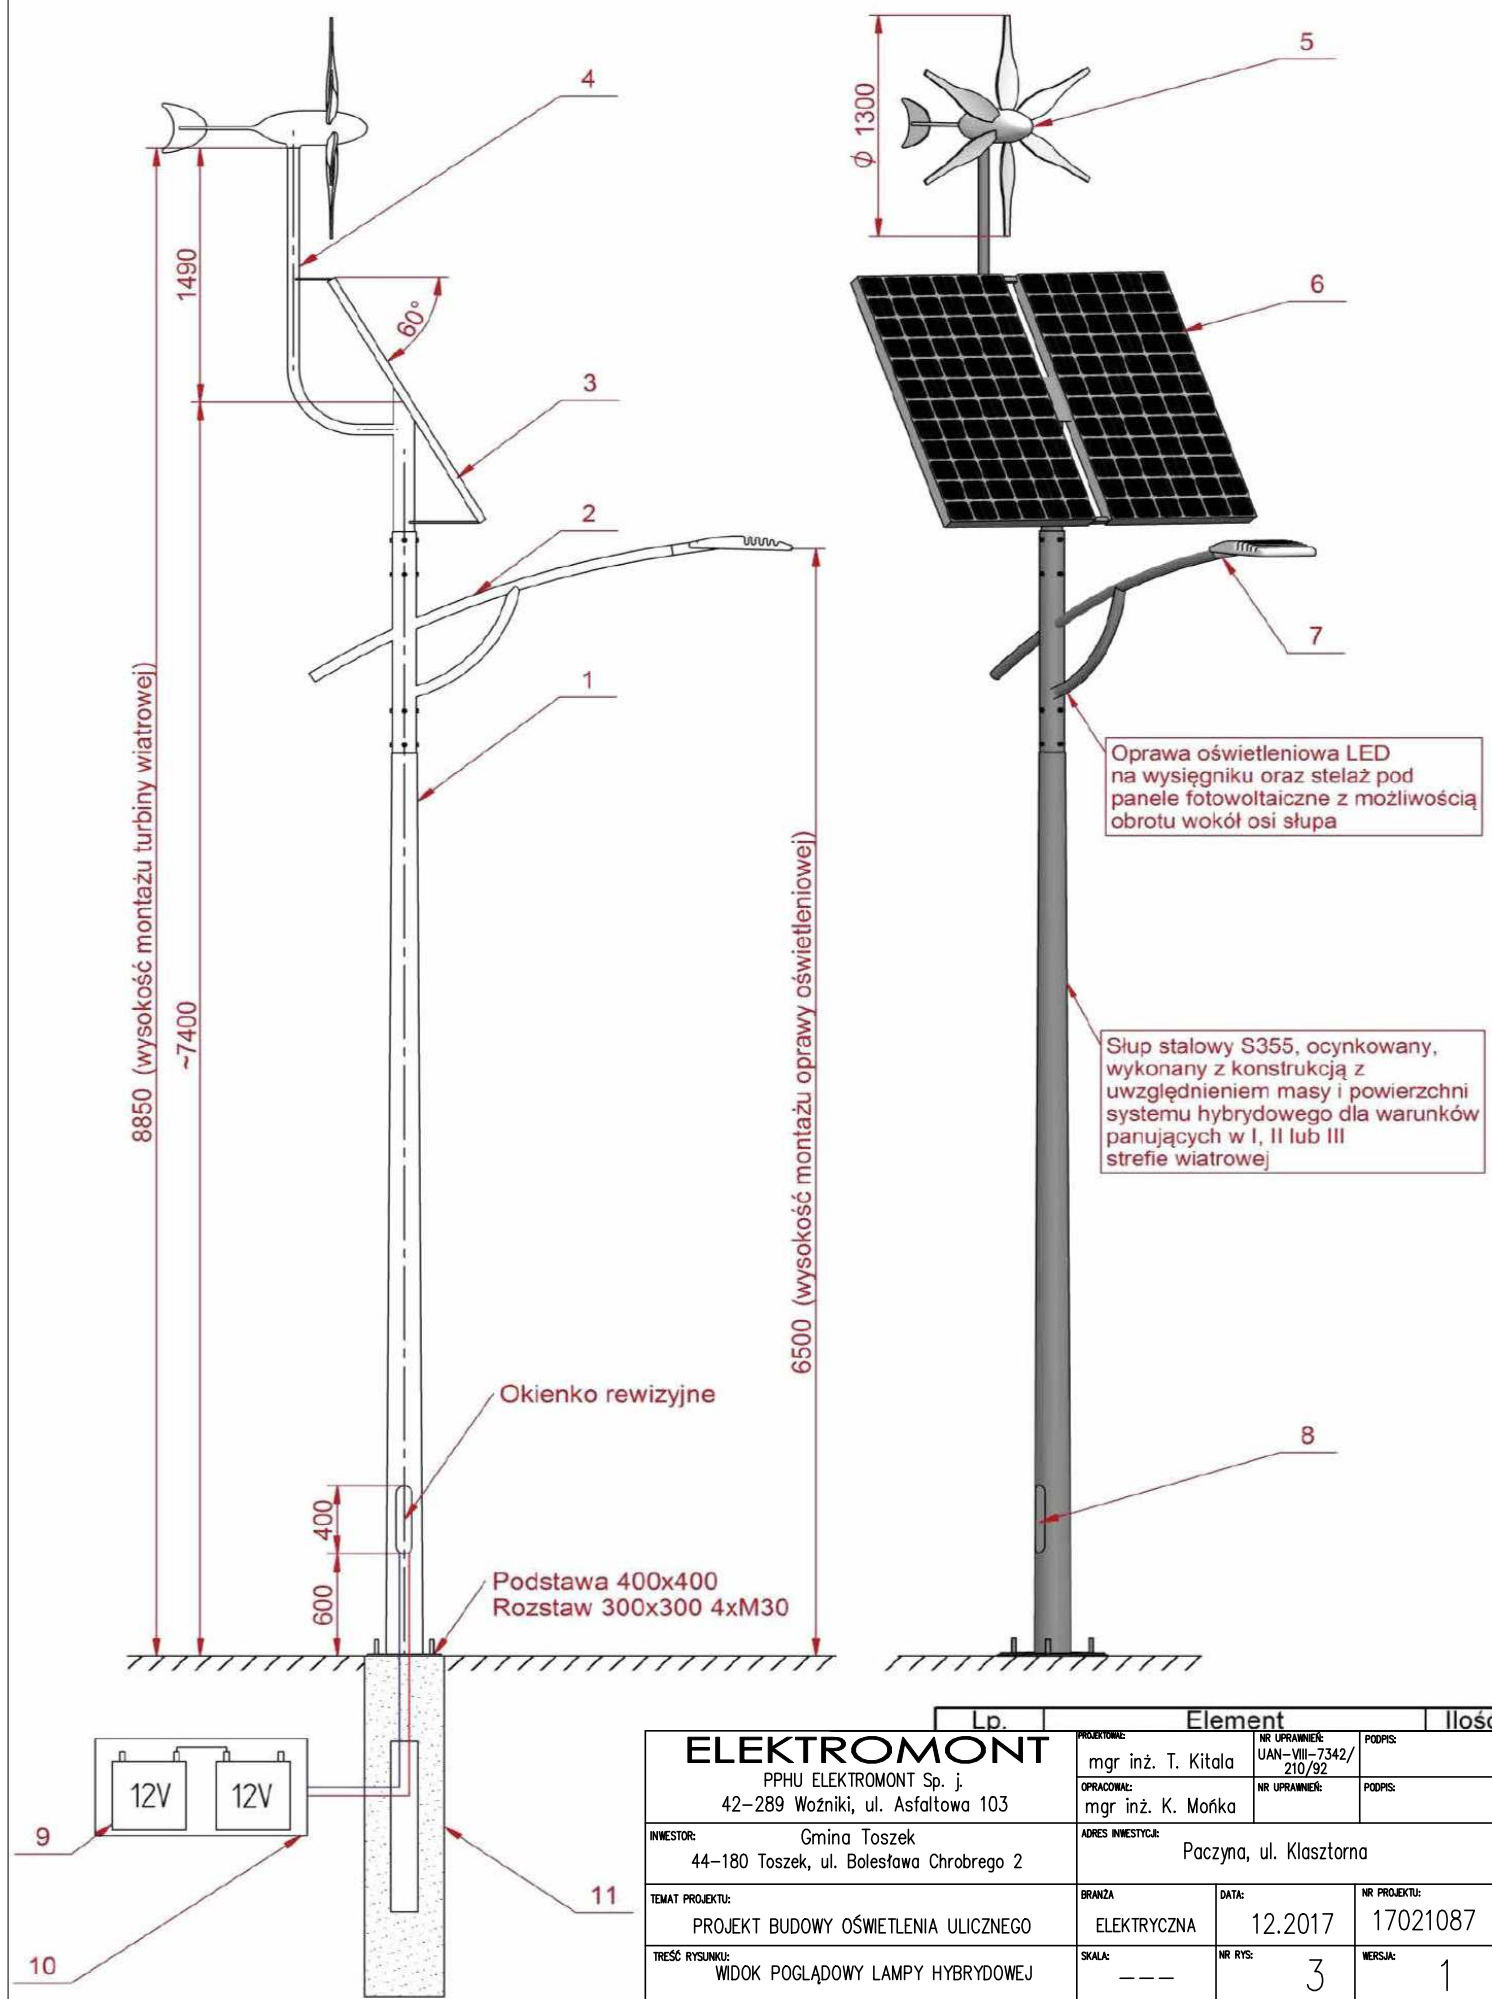 4
5
ϕ 1300
1490
60°
6
3
2
7
1
8850 (wysokość montażu turbiny wiatrowej)
~7400
6500 (wysokość montażu oprawy oświetleniowej)
Oprawa oświetleniowa LED
na wysięgniku oraz stelaż pod
panele fotowoltaiczne z możliwością
obrotu wokół osi słupa
Słup stalowy S355, ocynkowany,
wykonany z konstrukcją z
uwzględnieniem masy i powierzchni
systemu hybrydowego dla warunków
panujących w I, II lub III
strefie wiatrowej
Okienko rewizyjne
8
400
600
Podstawa 400x400
Rozstaw 300x300 4xM30
12V
12V
9
10
11
Lp. Element Ilość
ELEKTROMONT
PPHU ELEKTROMONT Sp. j.
42-289 Woźniki, ul. Asfaltowa 103
PROJEKTOWAŁ:
mgr inż. T. Kitala
NR UPRAWNIEŃ:
UAN-VIII-7342/
210/92
PODPIS:
OPRACOWAŁ:
mgr inż. K. Mońka
NR UPRAWNIEŃ:
PODPIS:
INWESTOR:
Gmina Toszek
44-180 Toszek, ul. Bolesława Chrobrego 2
ADRES INWESTYCJI:
Paczyna, ul. Klasztorna
TEMAT PROJEKTU:
PROJEKT BUDOWY OŚWIETLENIA ULICZNEGO
BRANŻA
ELEKTRYCZNA
DATA:
12.2017
NR PROJEKTU:
17021087
TREŚĆ RYSUNKU:
WIDOK POGLĄDOWY LAMPY HYBRYDOWEJ
SKALA:
---
NR RYS:
3
WERSJA:
1